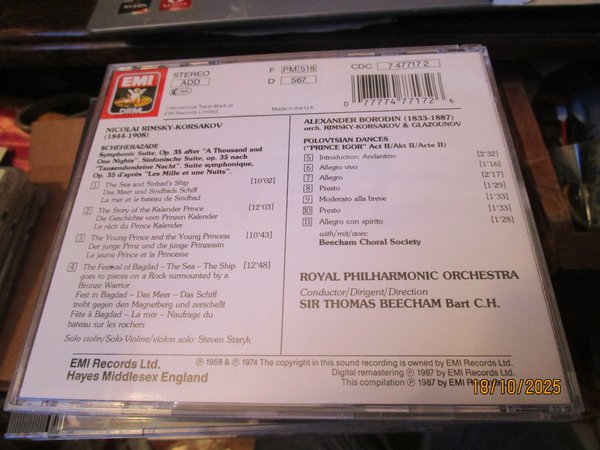 EMI
DRM
STEREO
ADD
F PM 518
D 567
CDC 7 47717 2
0 77774 77172 6
International Trade Mark of
EMI Records Limited
Made in the U.K.
NICOLAI RIMSKY-KORSAKOV
(1844-1908)
SCHEHERAZADE
Symphonic Suite, Op. 35 after "A Thousand and
One Nights". Sinfonische Suite, op. 35 nach
"Tausendundeine Nacht". Suite symphonique,
Op. 35 d'après "Les Mille et une Nuits".
1 The Sea and Sinbad's Ship [10'02]
Das Meer und Sindbads Schiff
La mer et le bateau de Sindbad
2 The Story of the Kalender Prince [12'03]
Die Geschichte vom Prinzen Kalender
Le récit du Prince Kalender
3 The Young Prince and the Young Princess [10'43]
Der junge Prinz und die junge Prinzessin
Le jeune Prince et la Princesse
4 The Festival of Bagdad – The Sea – The Ship [12'48]
goes to pieces on a Rock surmounted by a
Bronze Warrior
Fest in Bagdad – Das Meer – Das Schiff
treibt gegen den Magnetberg und zerschellt
Fête à Bagdad – La mer – Naufrage du
bateau sur les rochers
Solo violin/Solo-Violine/violon solo: Steven Staryk
ALEXANDER BORODIN (1833-1887)
orch. RIMSKY-KORSAKOV & GLAZOUNOV
POLOVTSIAN DANCES
("PRINCE IGOR" Act II/Akt II/Acte II)
5 Introduction: Andantino [2'32]
6 Allegro vivo [1'16]
7 Allegro [2'17]
8 Presto [1'29]
9 Moderato alla breve [1'33]
10 Presto [1'33]
11 Allegro con spirito [1'28]
with/mit/avec
Beecham Choral Society
ROYAL PHILHARMONIC ORCHESTRA
Conductor/Dirigent/Direction
SIR THOMAS BEECHAM Bart C.H.
EMI Records Ltd.
Hayes Middlesex England
℗ 1958 & ℗ 1974 The copyright in this sound recording is owned by EMI Records Ltd.
Digital remastering ℗ 1987 by EMI Records Ltd.
This compilation ℗ 1987 by EMI Records
18/10/2025